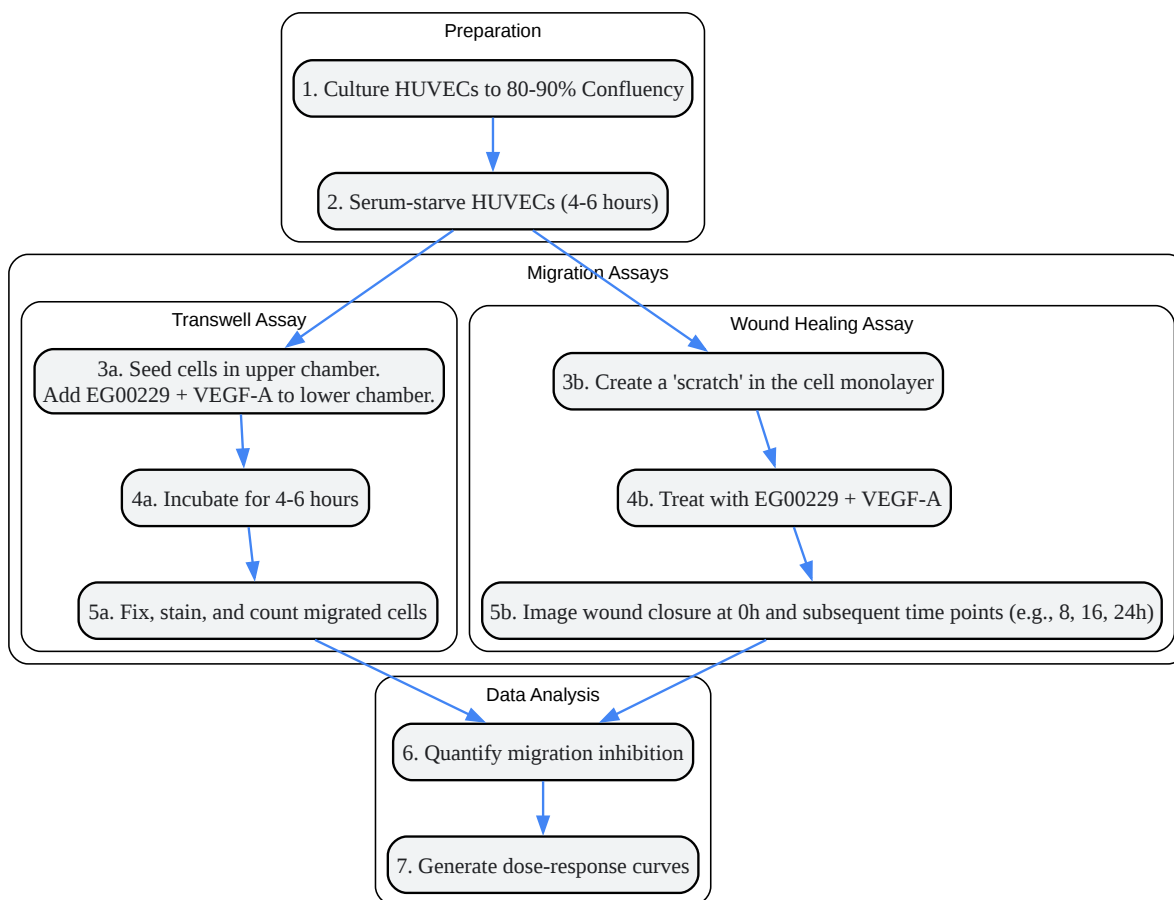 Preparation
1. Culture HUVECs to 80-90% Confluency
2. Serum-starve HUVECs (4-6 hours)
Migration Assays
Transwell Assay
3a. Seed cells in upper chamber.
Add EG00229 + VEGF-A to lower chamber.
4a. Incubate for 4-6 hours
5a. Fix, stain, and count migrated cells
Wound Healing Assay
3b. Create a 'scratch' in the cell monolayer
4b. Treat with EG00229 + VEGF-A
5b. Image wound closure at 0h and subsequent time points (e.g., 8, 16, 24h)
Data Analysis
6. Quantify migration inhibition
7. Generate dose-response curves